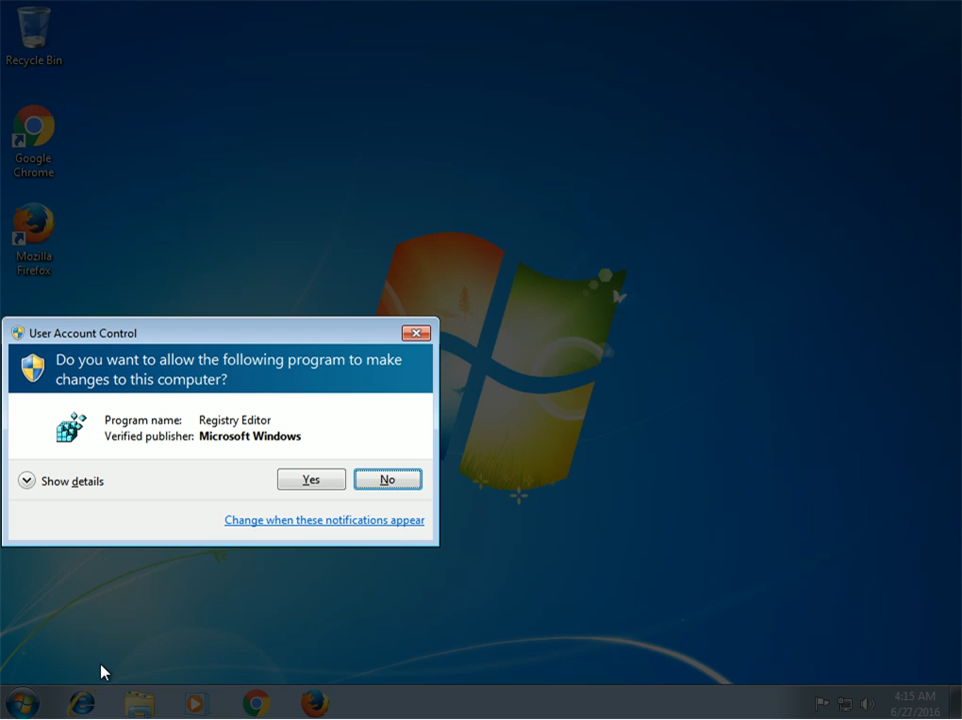 Recycle Bin
Google
Chrome
Mozilla
Firefox
User Account Control
Do you want to allow the following program to make
changes to this computer?
Program name: Registry Editor
Verified publisher: Microsoft Windows
Show details
Yes
No
Change when these notifications appear
4:15 AM
6/27/2016